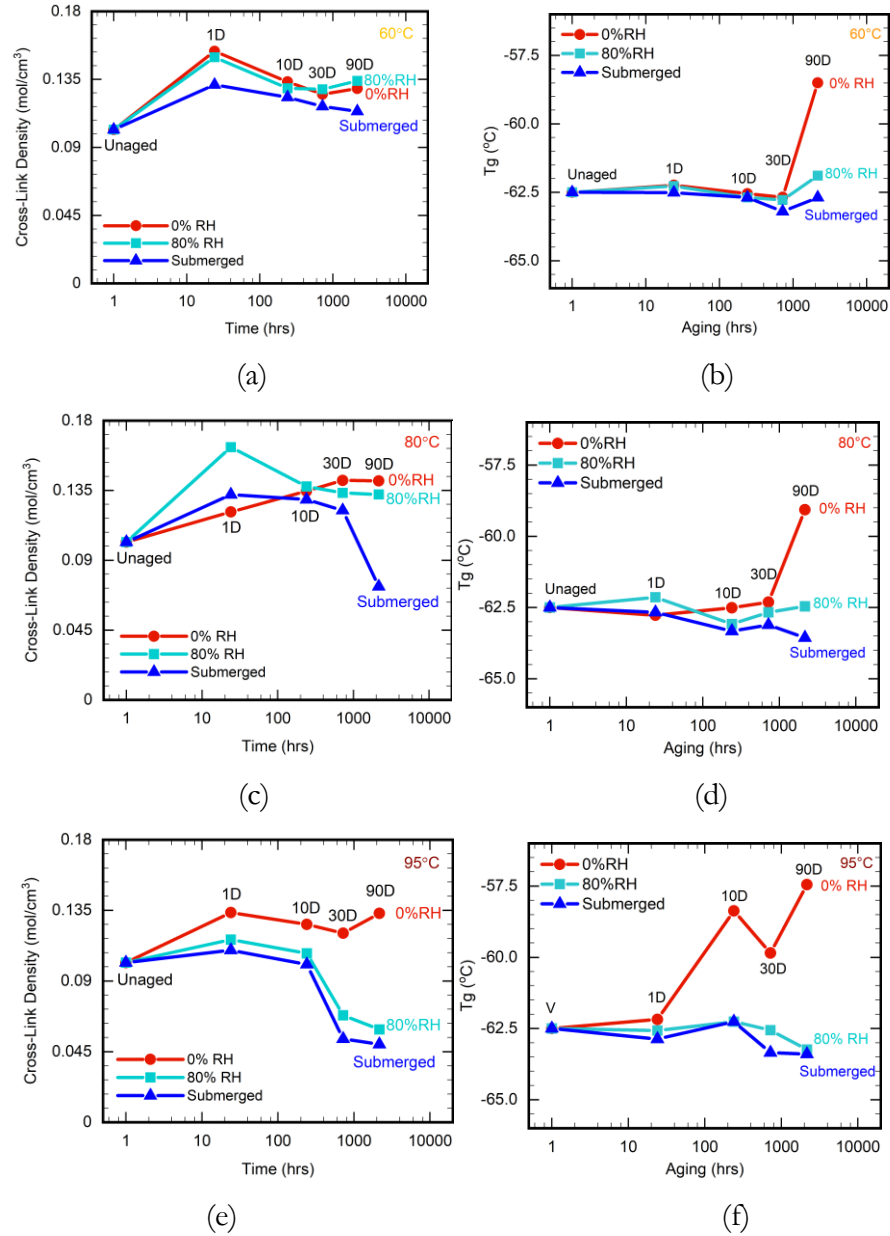 0.18
60°C
1D
90D
10D 30D
0.135
80%RH
0%RH
0.09
Unaged
Submerged
0.045
0% RH
80% RH
Submerged
0
1 10 100 1000 10000
Time (hrs)
Cross-Link Density (mol/cm³)
(a)
0%RH
60°C
80%RH
Submerged
-57.5
90D
0% RH
-60.0
30D
Unaged
1D
10D
80% RH
-62.5
Submerged
-65.0
1 10 100 1000 10000
Aging (hrs)
Tg (°C)
(b)
0.18
80°C
30D 90D
0%RH
0.135
80%RH
1D
10D
0.09
Unaged
Submerged
0.045
0% RH
80% RH
Submerged
0
1 10 100 1000 10000
Time (hrs)
Cross-Link Density (mol/cm³)
(c)
0%RH
80°C
80%RH
Submerged
-57.5
90D
0% RH
-60.0
30D
Unaged
1D
10D
80% RH
-62.5
Submerged
-65.0
1 10 100 1000 10000
Aging (hrs)
Tg (°C)
(d)
0.18
95°C
1D
90D
10D
30D
0%RH
0.135
0.09
Unaged
80%RH
0.045
Submerged
0% RH
80% RH
Submerged
0
1 10 100 1000 10000
Time (hrs)
Cross-Link Density (mol/cm³)
(e)
0%RH
95°C
80%RH
Submerged
90D
-57.5
0% RH
10D
-60.0
30D
V
1D
-62.5
80% RH
Submerged
-65.0
1 10 100 1000 10000
Aging (hrs)
Tg (°C)
(f)